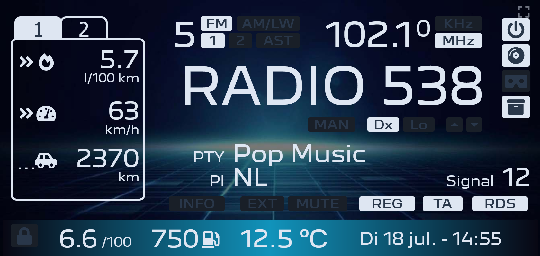 1 2
5.7
l/100 km
63
km/h
2370
km
5 FM AM/LW 102.1⁰ KHz
1 2 AST MHz
RADIO 538
MAN Dx Lo
PTY Pop Music
PI NL Signal 12
INFO EXT MUTE REG TA RDS
6.6 /100 750 12.5 °C Di 18 jul. - 14:55